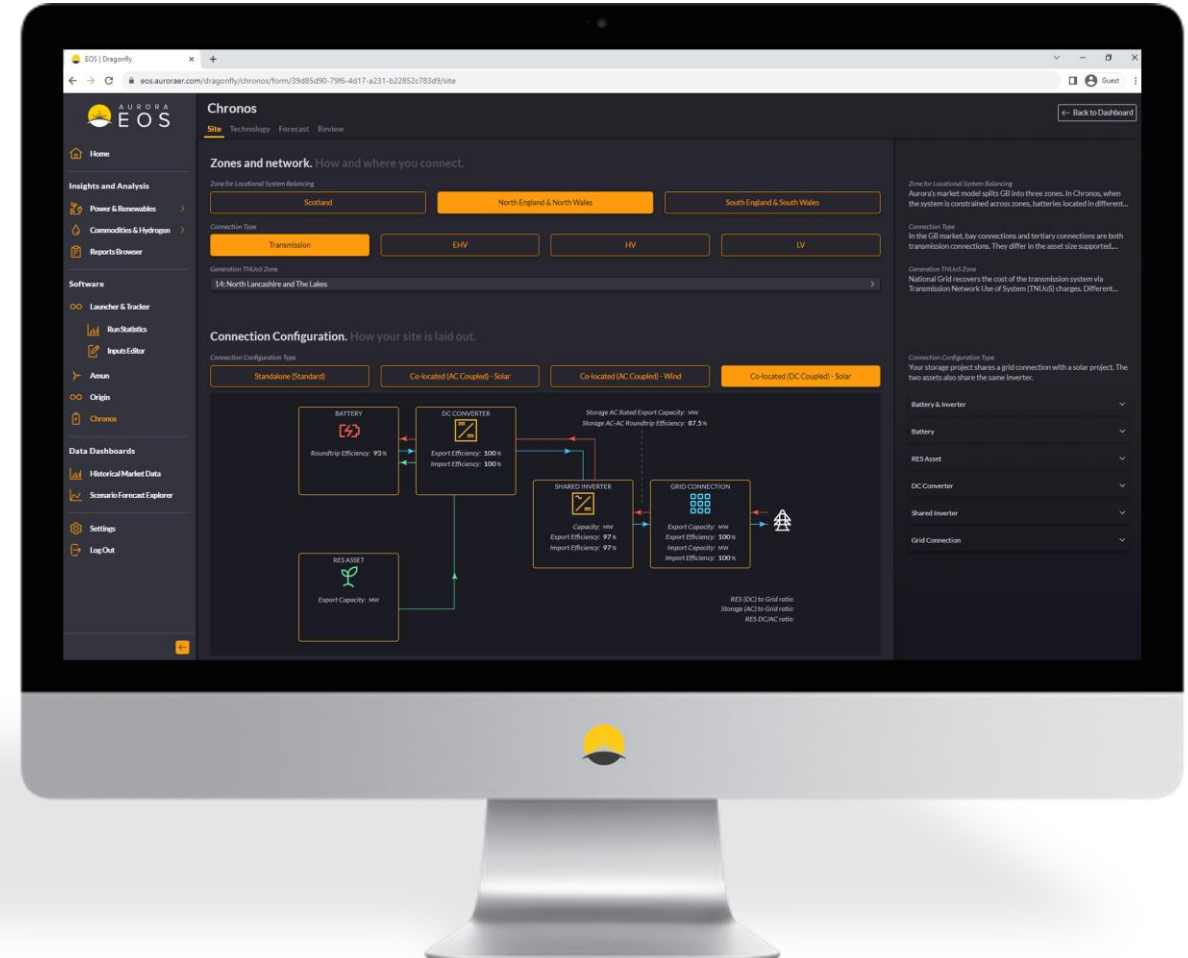 EOS | Dragonfly
eos.auroraer.com/dragonfly/chronos/form/39d85d90-79f6-4d17-a231-b22852c783d9/site
Guest
AURORA
EOS
Home
Insights and Analysis
Power & Renewables
Commodities & Hydrogen
Reports Browser
Software
Launcher & Tracker
Run Statistics
Inputs Editor
Amun
Origin
Chronos
Data Dashboards
Historical Market Data
Scenario Forecast Explorer
Settings
Log Out
Chronos
Site Technology Forecast Review
← Back to Dashboard
Zones and network. How and where you connect.
Zone for Locational System Balancing
Scotland
North England & North Wales
South England & South Wales
Connection Type
Transmission
EHV
HV
LV
Generation TNUoS Zone
14: North Lancashire and The Lakes
Connection Configuration. How your site is laid out.
Connection Configuration Type
Standalone (Standard)
Co-located (AC Coupled) - Solar
Co-located (AC Coupled) - Wind
Co-located (DC Coupled) - Solar
BATTERY
Roundtrip Efficiency: 93 %
DC CONVERTER
Export Efficiency: 100 %
Import Efficiency: 100 %
Storage AC Rated Export Capacity: MW
Storage AC-AC Roundtrip Efficiency: 87.5 %
SHARED INVERTER
Capacity: MW
Export Efficiency: 97 %
Import Efficiency: 97 %
GRID CONNECTION
Export Capacity: MW
Export Efficiency: 100 %
Import Capacity: MW
Import Efficiency: 100 %
RES ASSET
Export Capacity: MW
RES (DC) to Grid ratio:
Storage (AC) to Grid ratio:
RES DC/AC ratio:
Zone for Locational System Balancing
Aurora's market model splits GB into three zones. In Chronos, when
the system is constrained across zones, batteries located in different...
Connection Type
In the GB market, bay connections and tertiary connections are both
transmission connections. They differ in the asset size supported,...
Generation TNUoS Zone
National Grid recovers the cost of the transmission system via
Transmission Network Use of System (TNUoS) charges. Different...
Connection Configuration Type
Your storage project shares a grid connection with a solar project. The
two assets also share the same inverter.
Battery & Inverter
Battery
RES Asset
DC Converter
Shared Inverter
Grid Connection